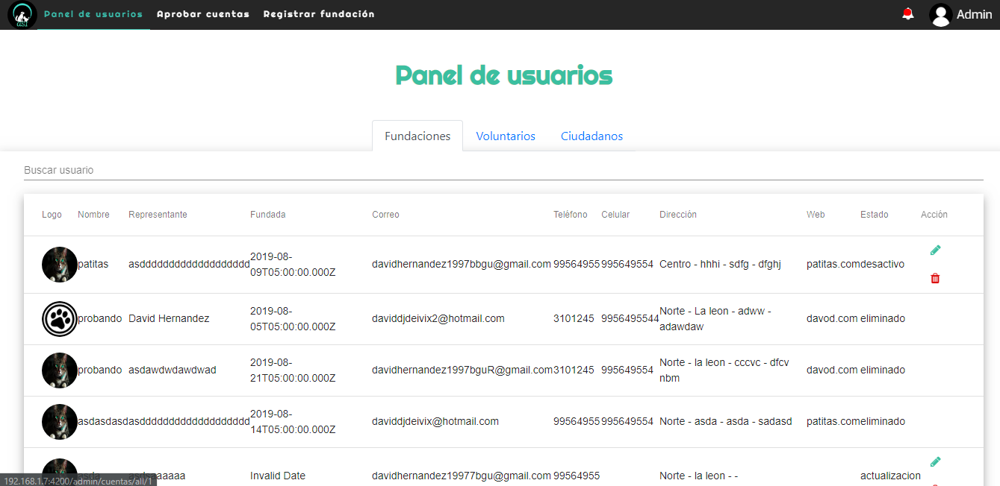 asi Panel de usuarios Aprobar cuentas Registrar fundación Admin
Panel de usuarios
Fundaciones Voluntarios Ciudadanos
Buscar usuario
Logo Nombre Representante Fundada Correo Teléfono Celular Dirección Web Estado Acción
patitas asddddddddddddddddddd 2019-08-09T05:00:00.000Z davidhernandez1997bbgu@gmail.com 99564955 995649554 Centro - hhhi - sdfg - dfghj patitas.com desactivo
probando David Hernandez 2019-08-05T05:00:00.000Z daviddjdeivix2@hotmail.com 3101245 9956495544 Norte - La leon - adww - adawdaw davod.com eliminado
probando asdawdwdawdwad 2019-08-21T05:00:00.000Z davidhernandez1997bguR@gmail.com 3101245 995649554 Norte - la leon - cccvc - dfcv nbm davod.com eliminado
asdasdasd asddddddddddddddddddd 2019-08-14T05:00:00.000Z daviddjdeivix@hotmail.com 99564955 995649554 Norte - asda - asda - sadasd patitas.com eliminado
Invalid Date davidhernandez19977bgu@gmail.com 99564955 Norte - la leon - - actualizacion
192.168.1.7:4200/admin/cuentas/all/1